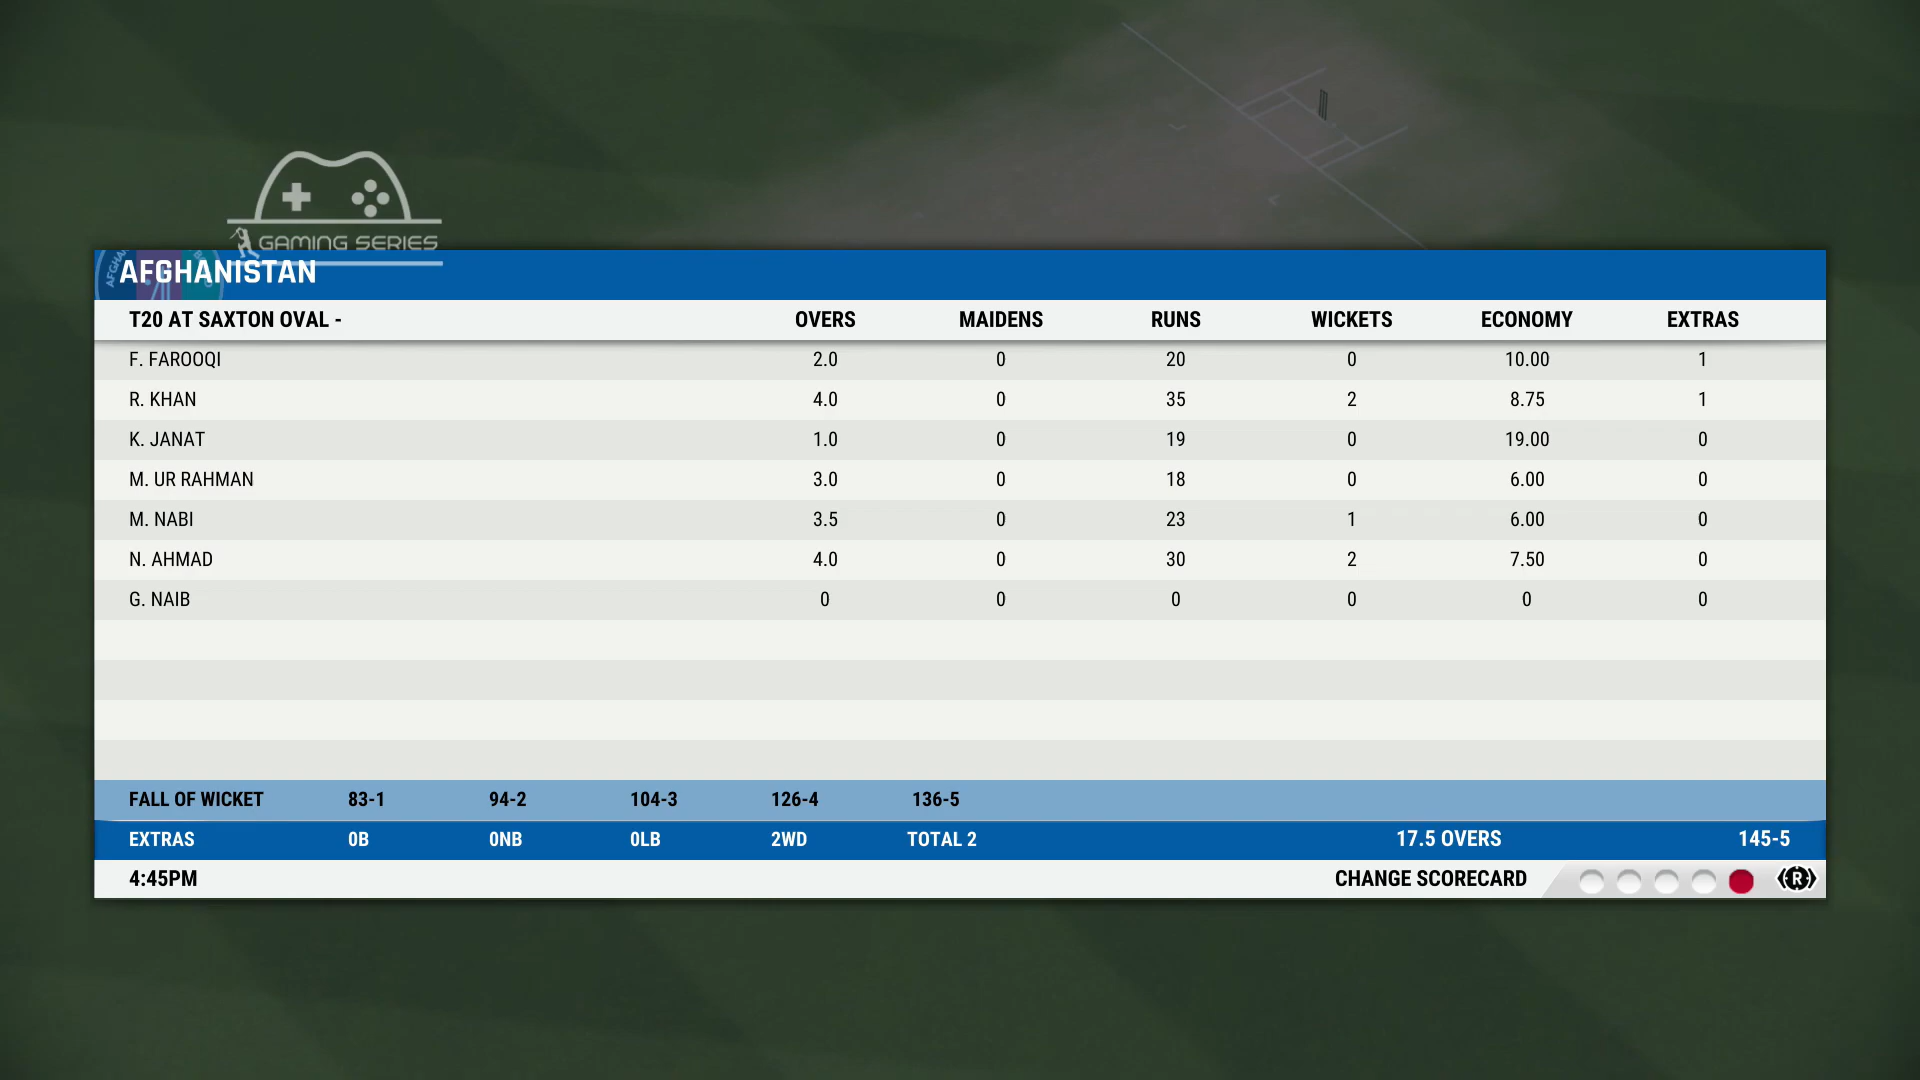 GAMING SERIES
AFGHANISTAN
T20 AT SAXTON OVAL - OVERS MAIDENS RUNS WICKETS ECONOMY EXTRAS
F. FAROOQI 2.0 0 20 0 10.00 1
R. KHAN 4.0 0 35 2 8.75 1
K. JANAT 1.0 0 19 0 19.00 0
M. UR RAHMAN 3.0 0 18 0 6.00 0
M. NABI 3.5 0 23 1 6.00 0
N. AHMAD 4.0 0 30 2 7.50 0
G. NAIB 0 0 0 0 0 0
FALL OF WICKET 83-1 94-2 104-3 126-4 136-5
EXTRAS 0B 0NB 0LB 2WD TOTAL 2 17.5 OVERS 145-5
4:45PM CHANGE SCORECARD R